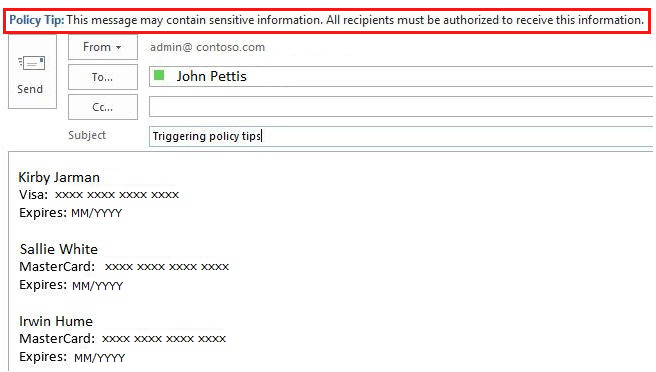 Policy Tip: This message may contain sensitive information. All recipients must be authorized to receive this information.
From
admin@ contoso.com
Send
To...
John Pettis
Cc...
Subject
Triggering policy tips
Kirby Jarman
Visa: xxxx xxxx xxxx xxxx
Expires: MM/YYYY
Sallie White
MasterCard: xxxx xxxx xxxx xxxx
Expires: MM/YYYY
Irwin Hume
MasterCard: xxxx xxxx xxxx xxxx
Expires: MM/YYYY